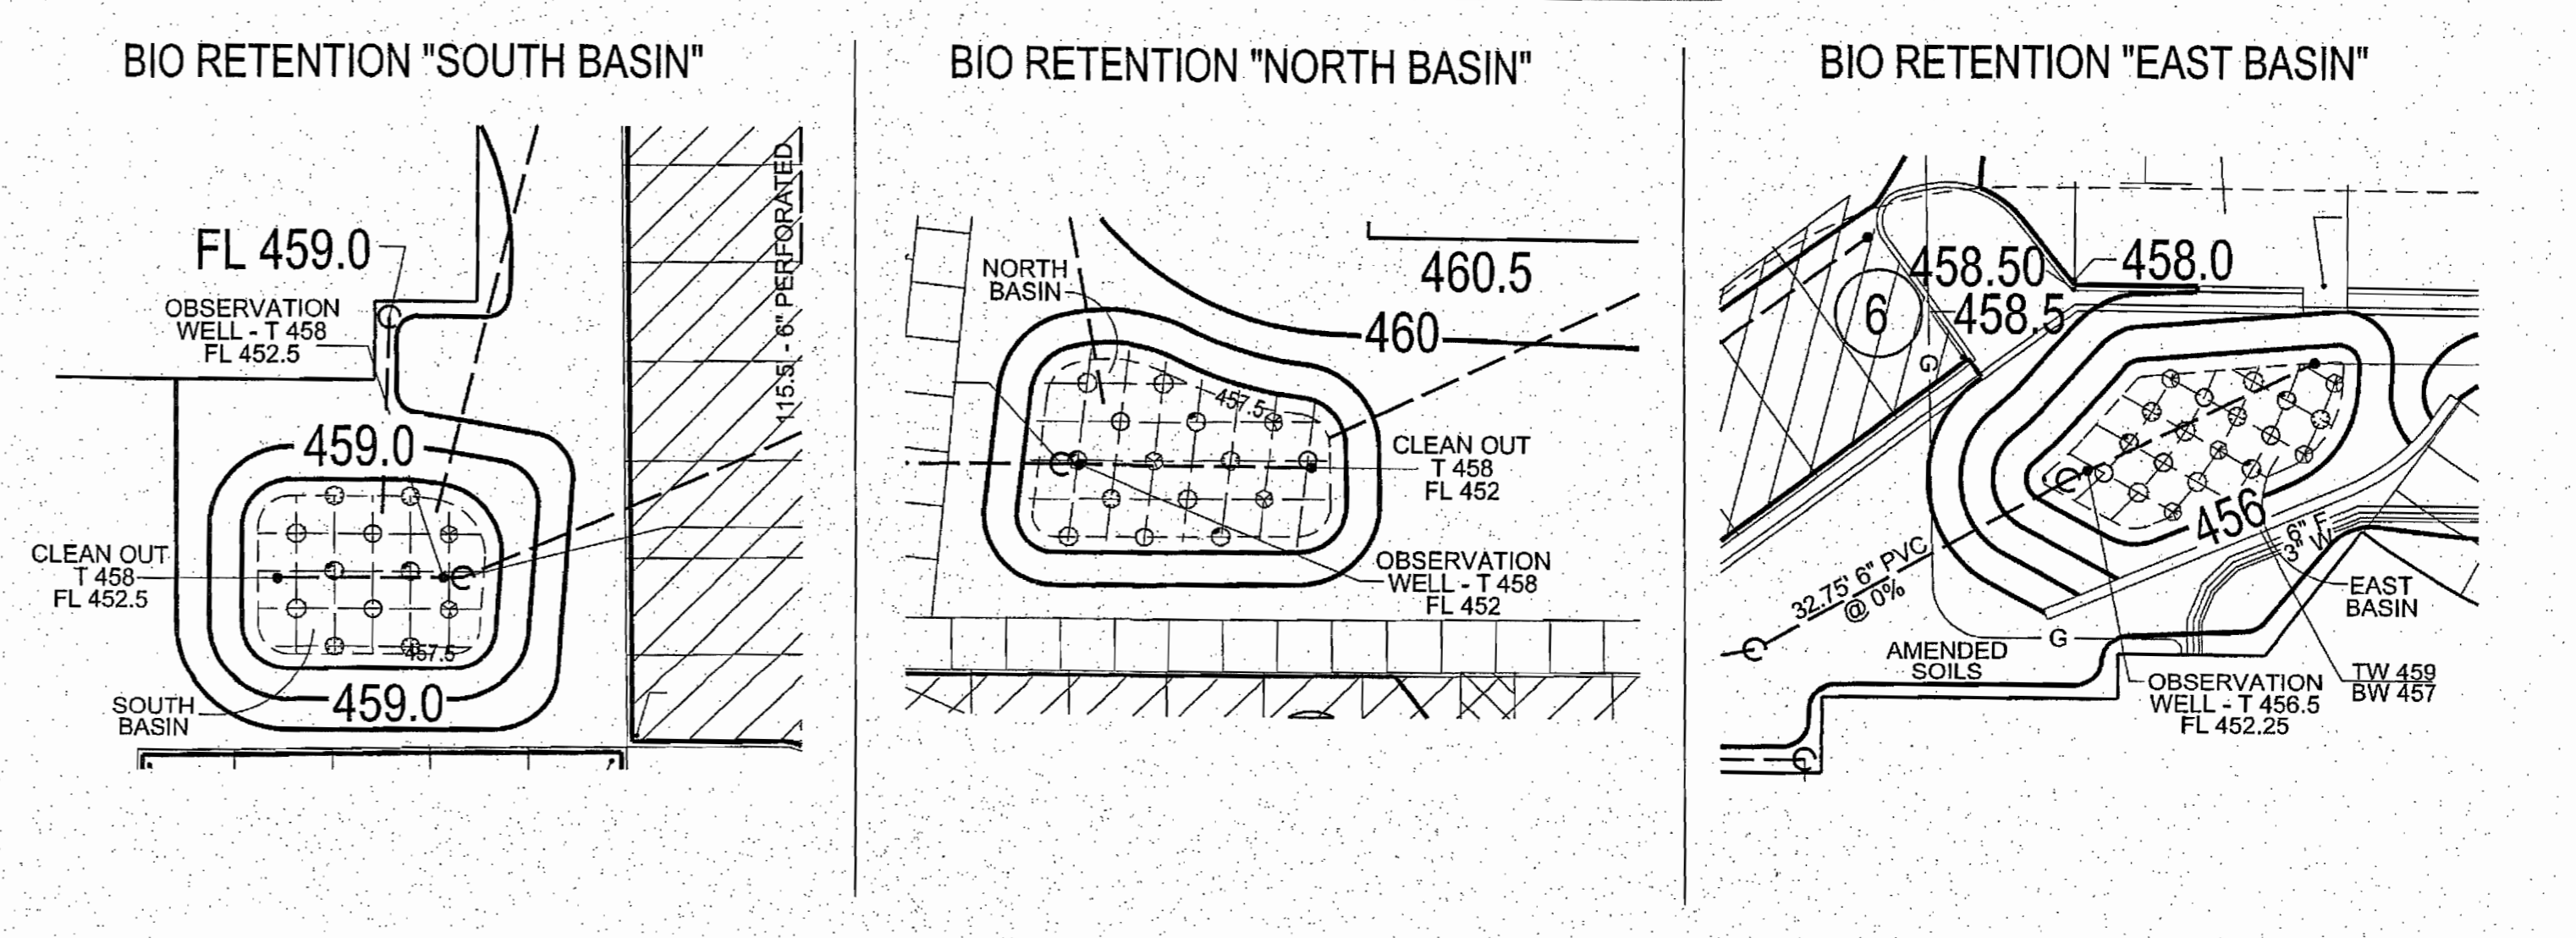 BIO RETENTION "SOUTH BASIN"
FL 459.0
OBSERVATION
WELL - T 458
FL 452.5
115.5 - 6" PERFORATED
459.0
CLEAN OUT
T 458
FL 452.5
457.5
459.0
SOUTH
BASIN
BIO RETENTION "NORTH BASIN"
NORTH
BASIN
460.5
460
457.5
CLEAN OUT
T 458
FL 452
OBSERVATION
WELL - T 458
FL 452
BIO RETENTION "EAST BASIN"
458.50
458.0
6
458.5
G
456
6" F
3" W
32.75' 6" PVC
@ 0%
EAST
BASIN
G
AMENDED
SOILS
TW 459
BW 457
OBSERVATION
WELL - T 456.5
FL 452.25